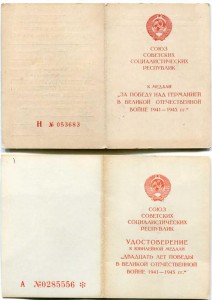 СОЮЗ
СОВЕТСКИХ
СОЦИАЛИСТИЧЕСКИХ
РЕСПУБЛИК
К МЕДАЛИ
"ЗА ПОБЕДУ НАД ГЕРМАНИЕЙ
В ВЕЛИКОЙ ОТЕЧЕСТВЕННОЙ
ВОЙНЕ 1941—1945 гг."
Н № 053683
СОЮЗ
СОВЕТСКИХ
СОЦИАЛИСТИЧЕСКИХ
РЕСПУБЛИК
УДОСТОВЕРЕНИЕ
К ЮБИЛЕЙНОЙ МЕДАЛИ
"ДВАДЦАТЬ ЛЕТ ПОБЕДЫ
В ВЕЛИКОЙ ОТЕЧЕСТВЕННОЙ
ВОЙНЕ 1941—1945 гг."
А №0285556 *